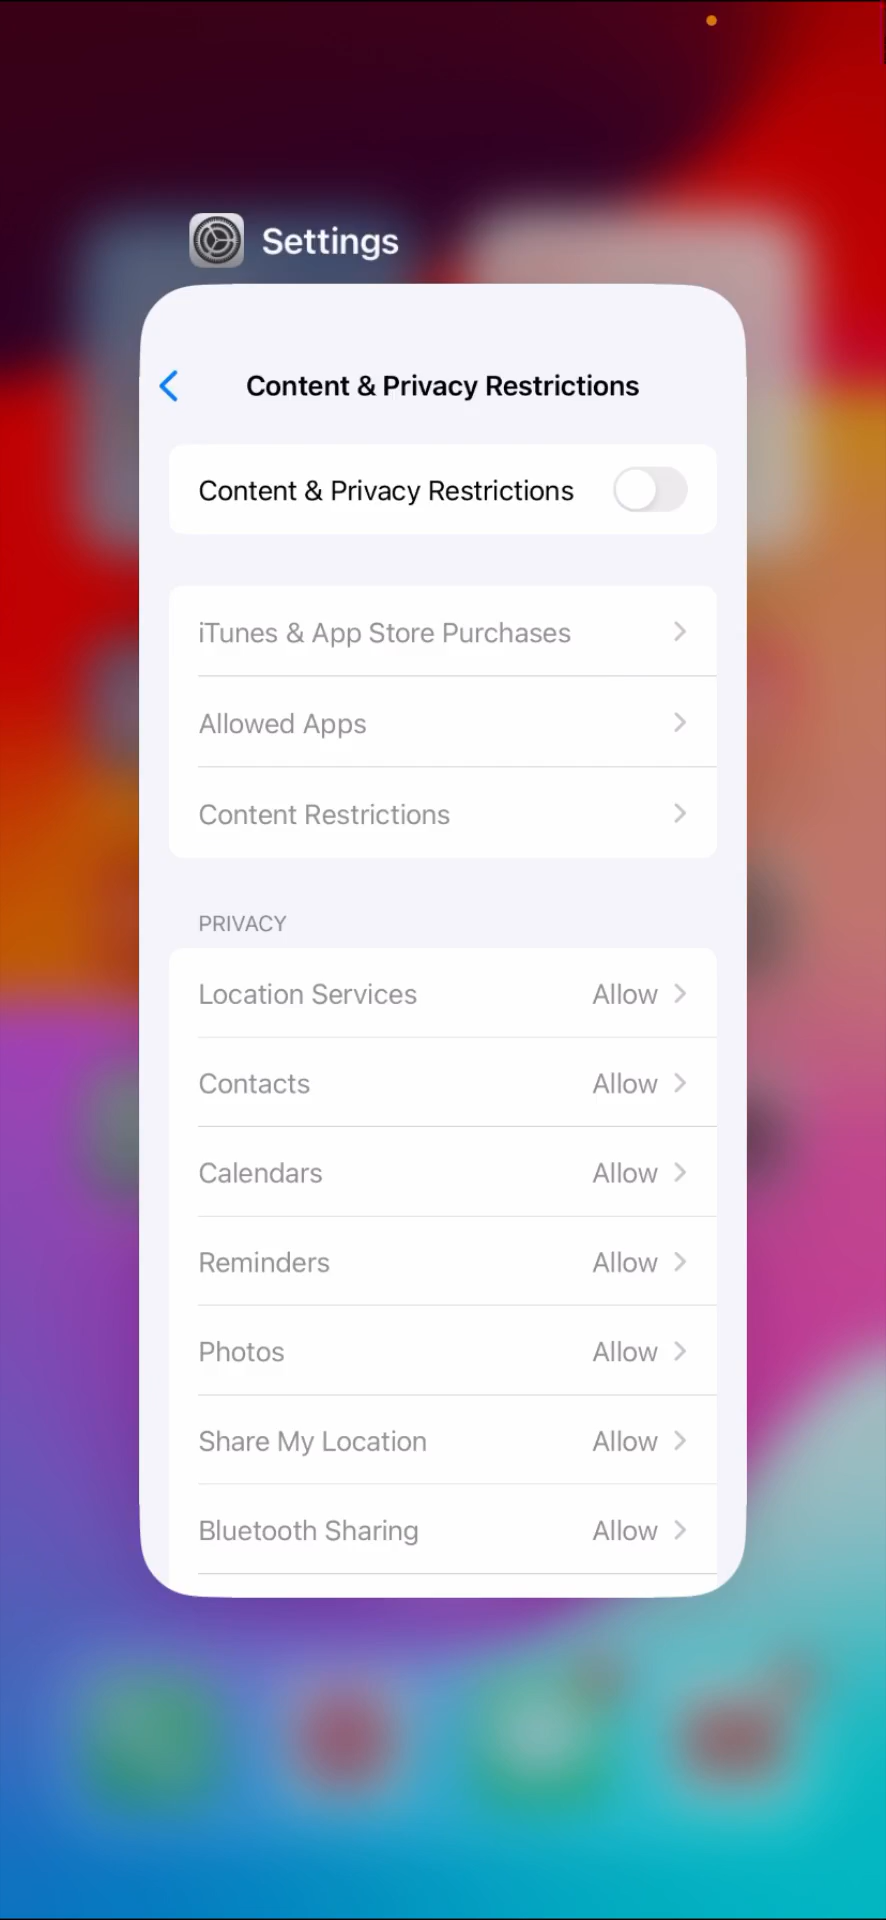 Settings
Content & Privacy Restrictions
Content & Privacy Restrictions
iTunes & App Store Purchases
Allowed Apps
Content Restrictions
PRIVACY
Location Services Allow
Contacts Allow
Calendars Allow
Reminders Allow
Photos Allow
Share My Location Allow
Bluetooth Sharing Allow